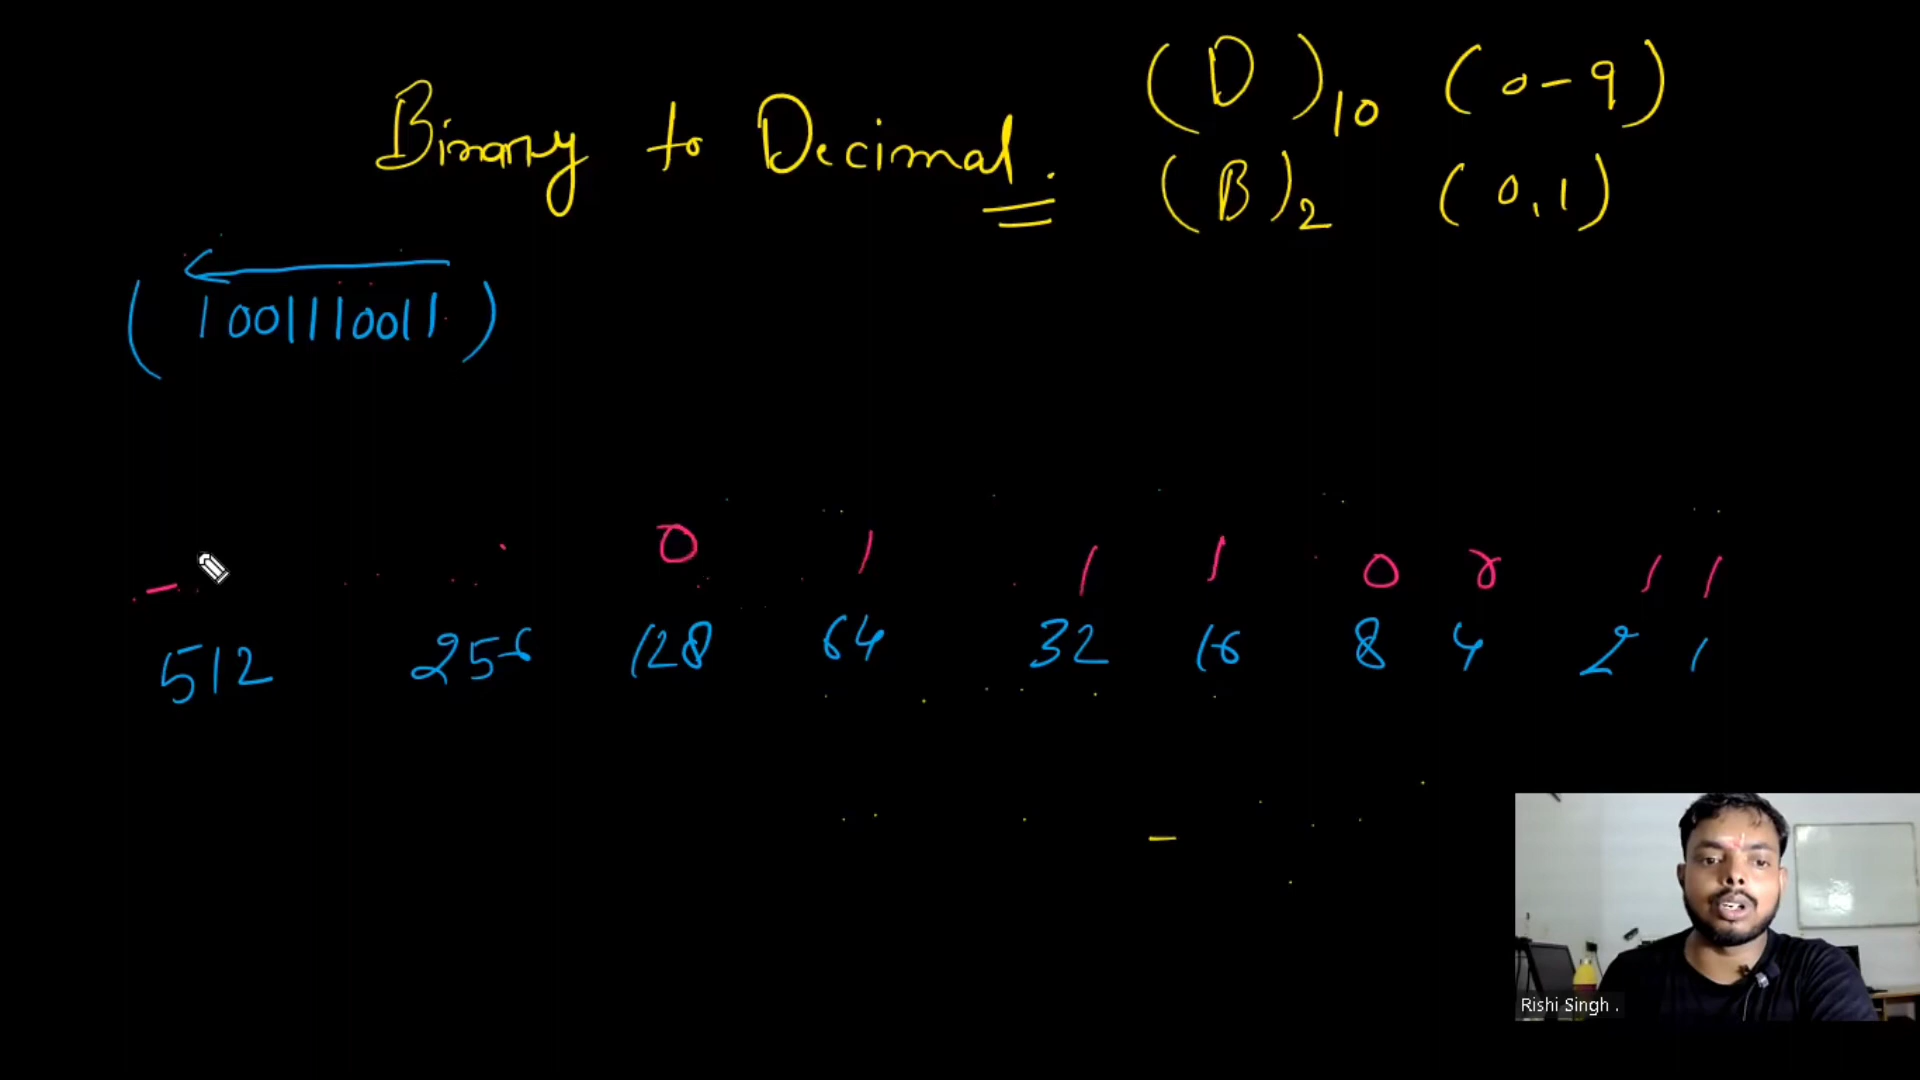 Binary to Decimal.
(D)10 (0-9)
(B)2 (0,1)
(1001110011)
0 1 1 1 0 0 1 1
512 256 128 64 32 16 8 4 2 1
Rishi Singh .